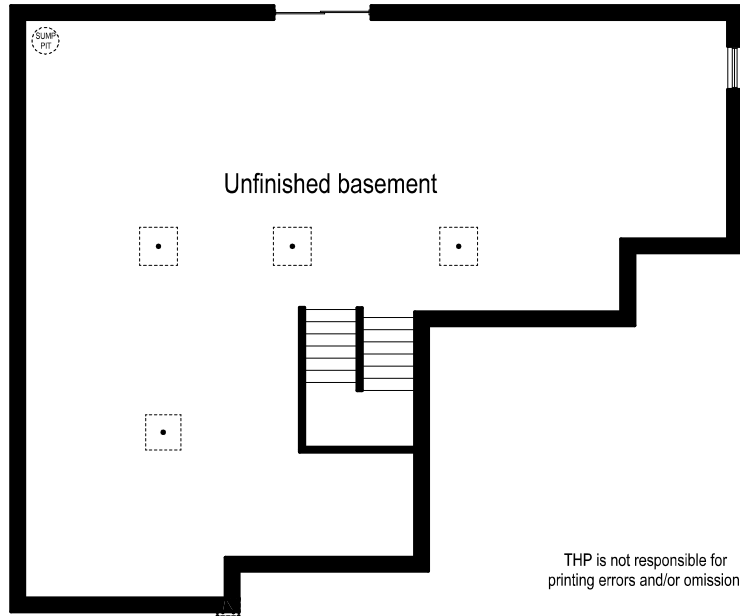 SUMP
PIT
Unfinished basement
THP is not responsible for
printing errors and/or omission